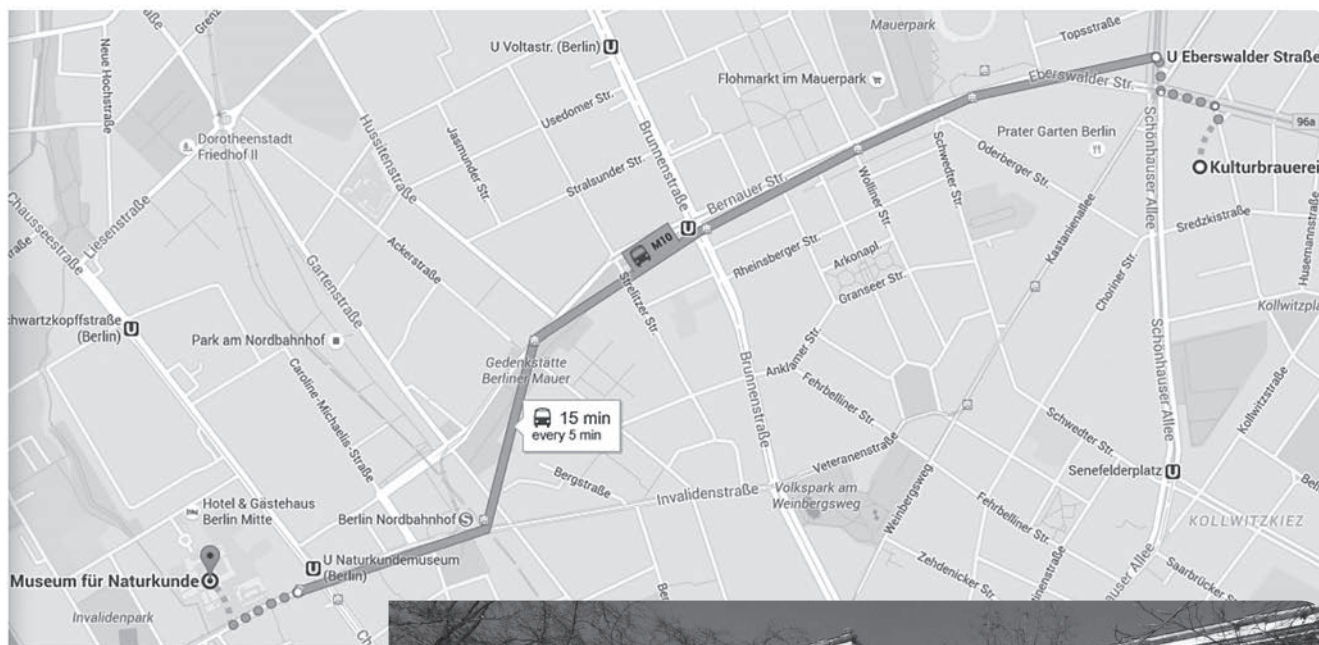 Mauerpark
Topsstraße
U Voltastr. (Berlin)
U Eberswalder Straße
Neue Hochstraße
Flohmarkt im Mauerpark
Eberswalder Str.
96a
Usedomer Str.
Brunnenstraße
Hussitenstraße
Jasmunder Str.
Dorotheenstadt
Friedhof II
Stralsunder Str.
Prater Garten Berlin
Schwedter Str.
Oderberger Str.
Schönhauser Allee
Kulturbrauerei
Bernauer Str.
Wolliner Str.
Chausseestraße
Liesenstraße
Ackerstraße
M10
Sredzkistraße
Husemannstraße
Kastanienallee
Rheinsberger Str.
Arkonapl.
Granseer Str.
Choriner Str.
Gartenstraße
Strelitzer Str.
chwartzkopffstraße
(Berlin)
Park am Nordbahnhof
Gedenkstätte
Berliner Mauer
Kollwitzpla
Schönhauser Allee
Anklamer Str.
Brunnenstraße
Fehrbelliner Str.
Caroline-Michaelis-Straße
Kollwitzstraße
15 min
every 5 min
Schwedter Str.
Veteranenstraße
Senefelderplatz
Bergstraße
Invalidenstraße
Volkspark am
Weinbergsweg
Weinbergsweg
Hotel & Gästehaus
Berlin Mitte
Berlin Nordbahnhof
Fehrbelliner Str.
KOLLWITZKIEZ
U Naturkundemuseum
(Berlin)
Museum für Naturkunde
Zehdenicker Str.
Saarbrücker Str.
Invalidenpark